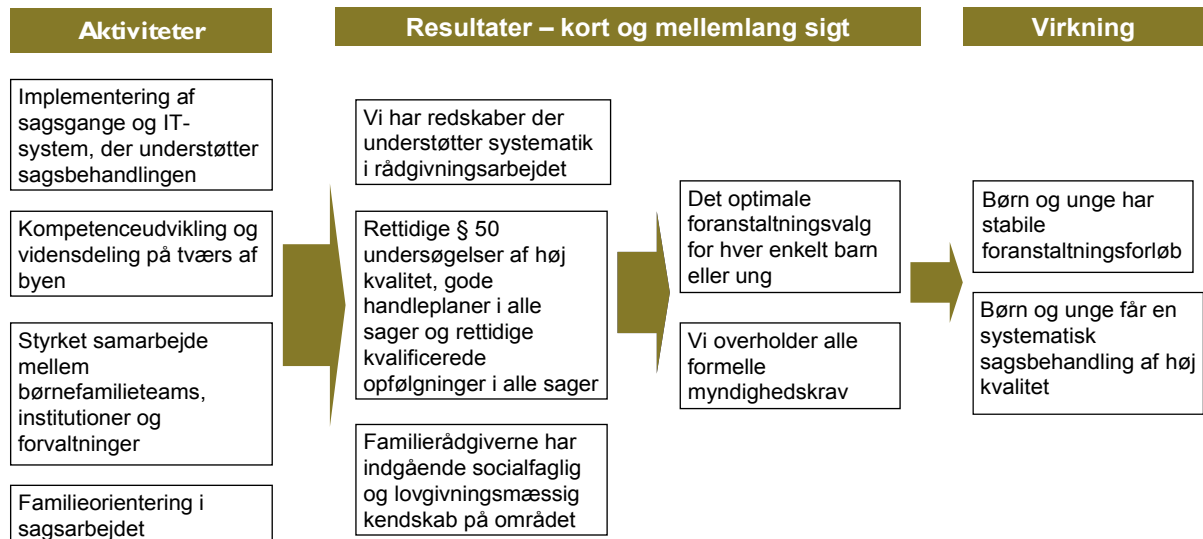 Aktiviteter
Resultater – kort og mellemlang sigt
Virkning
Implementering af
sagsgange og IT-
system, der understøtter
sagsbehandlingen
Kompetenceudvikling og
vidensdeling på tværs af
byen
Styrket samarbejde
mellem
børnefamilieteams,
institutioner og
forvaltninger
Familieorientering i
sagsarbejdet
Vi har redskaber der
understøtter systematik
i rådgivningsarbejdet
Rettidige § 50
undersøgelser af høj
kvalitet, gode
handleplaner i alle
sager og rettidige
kvalificerede
opfølgninger i alle sager
Familierådgiverne har
indgående socialfaglig
og lovgivningsmæssig
kendskab på området
Det optimale
foranstaltningsvalg
for hver enkelt barn
eller ung
Vi overholder alle
formelle
myndighedskrav
Børn og unge har
stabile
foranstaltningsforløb
Børn og unge får en
systematisk
sagsbehandling af høj
kvalitet